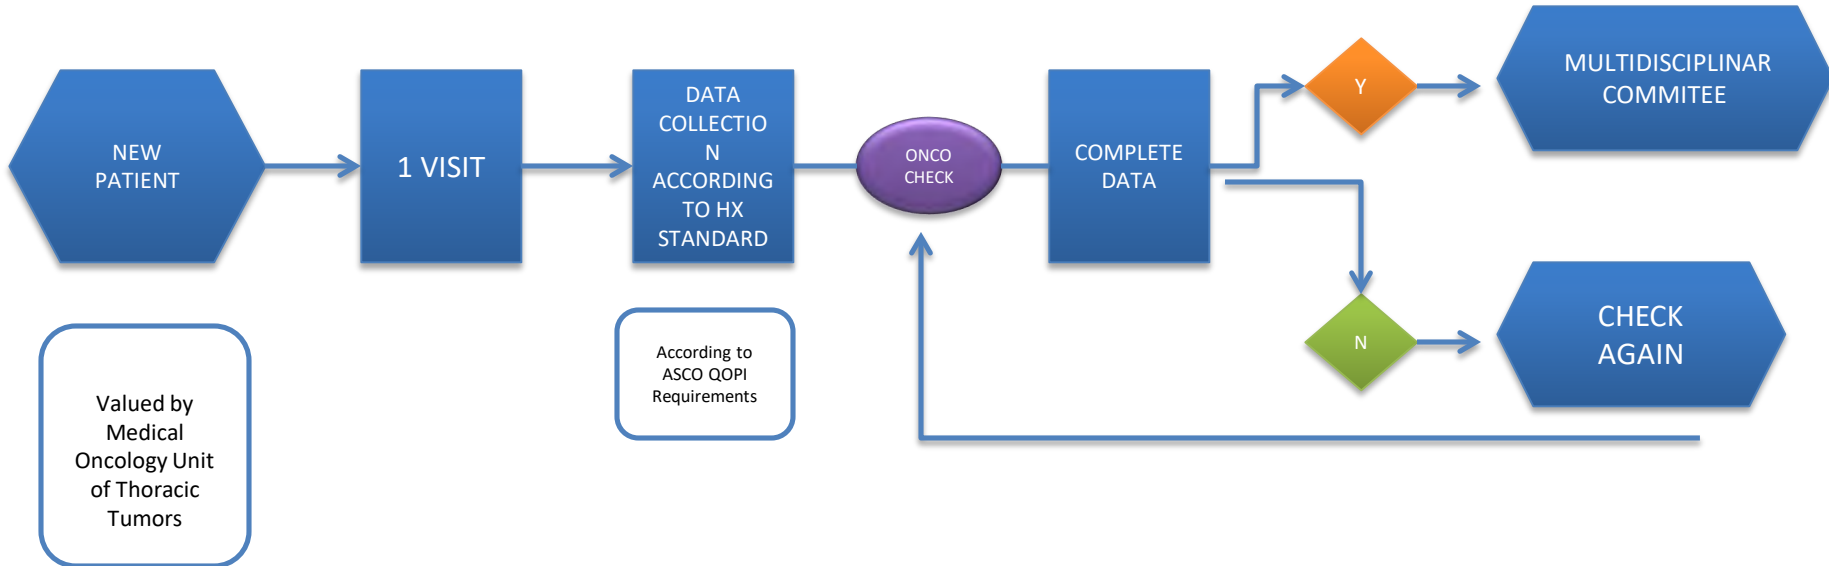 NEW
PATIENT
1 VISIT
DATA
COLLECTIO
N
ACCORDING
TO HX
STANDARD
ONCO
CHECK
COMPLETE
DATA
Y
MULTIDISCIPLINAR
COMMITEE
N
CHECK
AGAIN
Valued by
Medical
Oncology Unit
of Thoracic
Tumors
According to
ASCO QOPI
Requirements